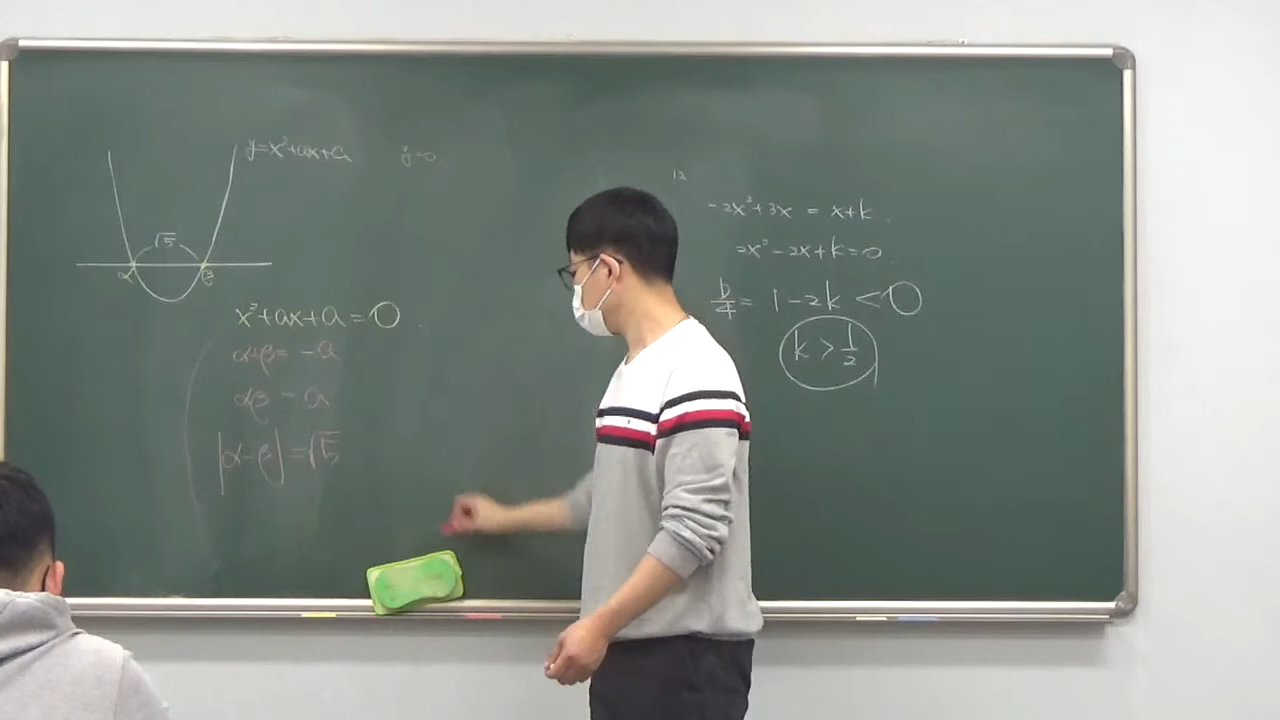 y=x²+ax+a
y=0
√5
α β
x²+ax+a=0
α+β=-a
αβ=a
|α-β|=√5
12
-2x²+3x = x+k
2x²-2x+k=0
D/4= 1-2k <0
k>1/2